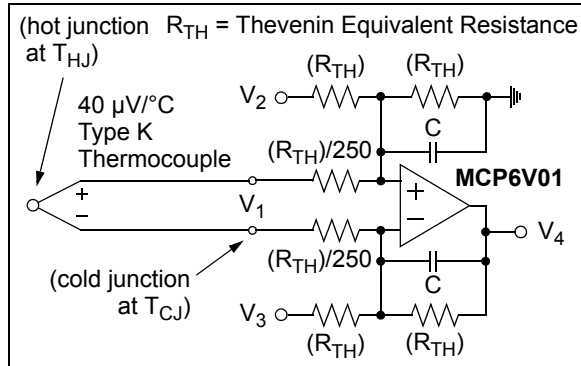 (hot junction
at T_HJ)
R_TH = Thevenin Equivalent Resistance
(R_TH)
(R_TH)
V_2
40 µV/°C
Type K
Thermocouple
C
(R_TH)/250
MCP6V01
+
+
V_1
−
−
V_4
(R_TH)/250
(cold junction
at T_CJ)
C
V_3
(R_TH)
(R_TH)